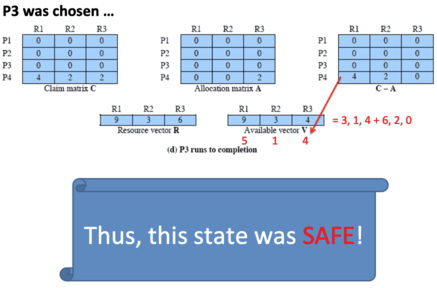 P3 was chosen ...
R1 R2 R3
P1 0 0 0
P2 0 0 0
P3 0 0 0
P4 4 2 2
Claim matrix C
R1 R2 R3
P1 0 0 0
P2 0 0 0
P3 0 0 0
P4 0 0 2
Allocation matrix A
R1 R2 R3
P1 0 0 0
P2 0 0 0
P3 0 0 0
P4 4 2 0
C – A
R1 R2 R3
9 3 6
Resource vector R
R1 R2 R3
9 3 4
Available vector V
= 3, 1, 4 + 6, 2, 0
5 1 4
(d) P3 runs to completion
Thus, this state was SAFE!